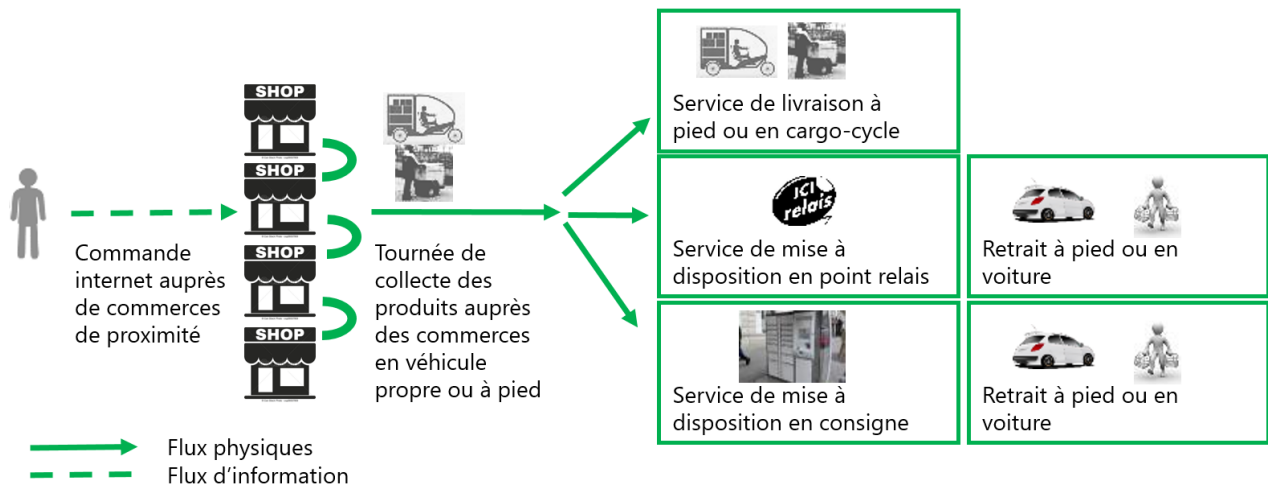 SHOP
SHOP
SHOP
SHOP
Commande
internet auprès
de commerces
de proximité
Tournée de
collecte des
produits auprès
des commerces
en véhicule
propre ou à pied
Service de livraison à
pied ou en cargo-cycle
JCI
relais
Service de mise à
disposition en point relais
Retrait à pied ou en
voiture
Service de mise à
disposition en consigne
Retrait à pied ou en
voiture
Flux physiques
Flux d’information